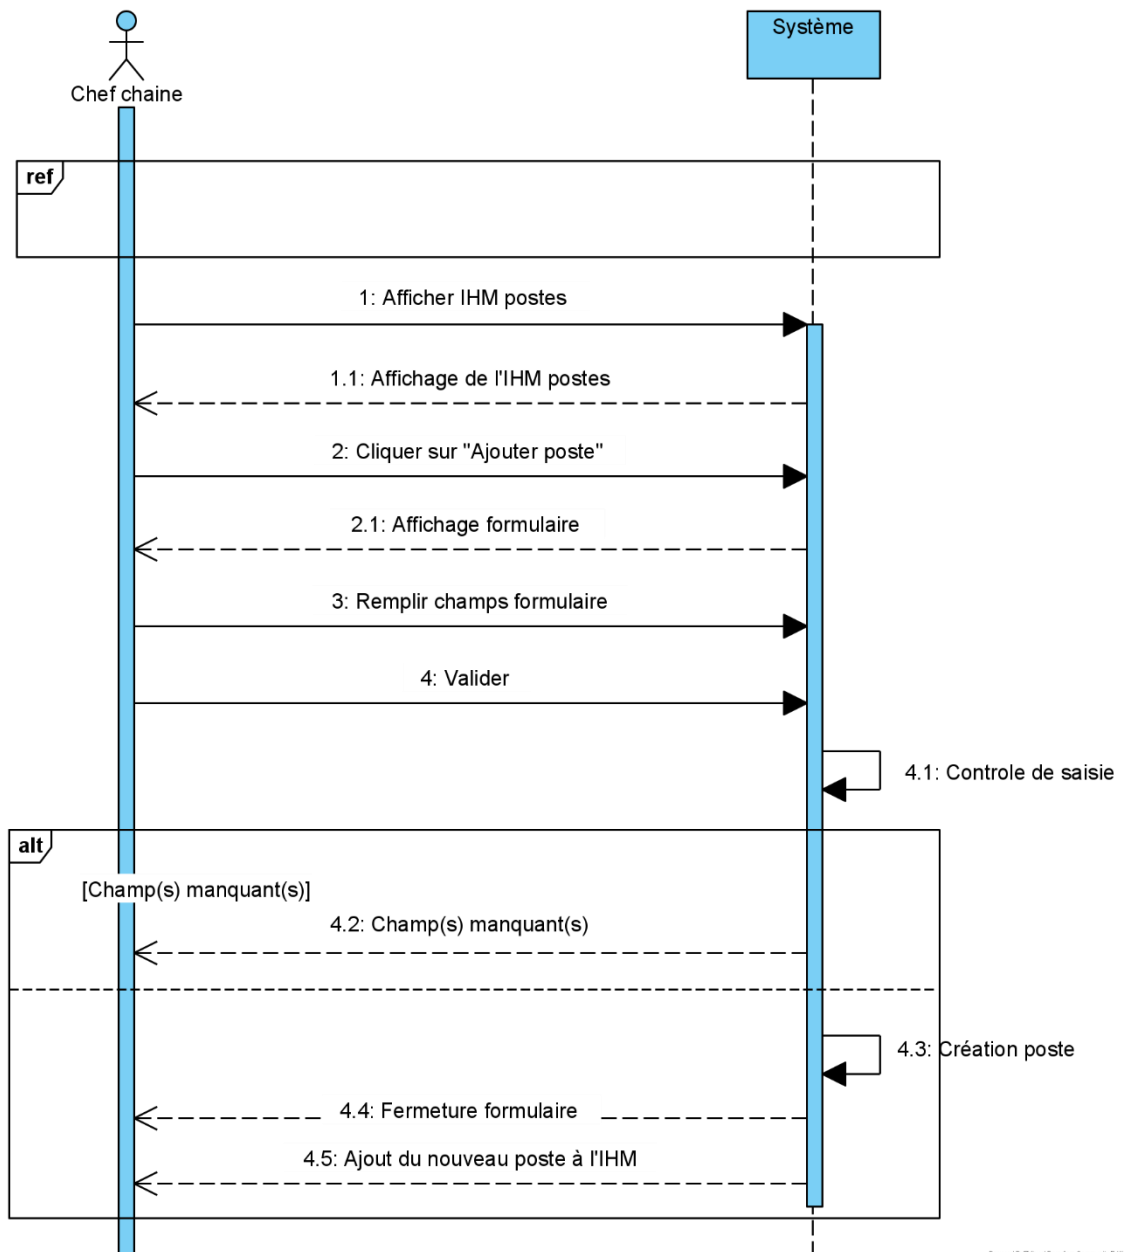 Système
Chef chaine
ref
1: Afficher IHM postes
1.1: Affichage de l'IHM postes
2: Cliquer sur "Ajouter poste"
2.1: Affichage formulaire
3: Remplir champs formulaire
4: Valider
4.1: Controle de saisie
alt
[Champ(s) manquant(s)]
4.2: Champ(s) manquant(s)
4.3: Création poste
4.4: Fermeture formulaire
4.5: Ajout du nouveau poste à l'IHM